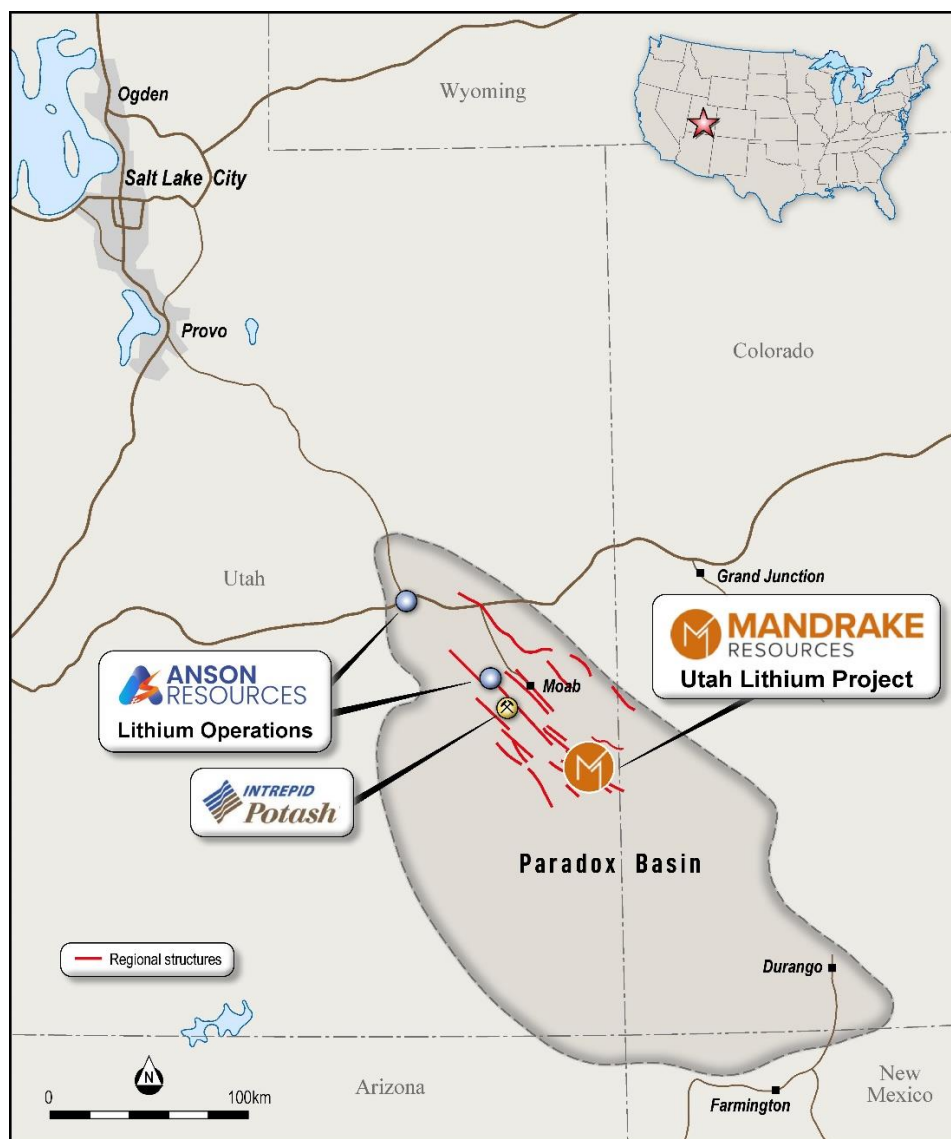 Wyoming
Ogden
Salt Lake City
Provo
Colorado
Utah
Grand Junction
MANDRAKE
RESOURCES
Utah Lithium Project
ANSON
RESOURCES
Lithium Operations
Moab
INTREPID
Potash
Paradox Basin
Regional structures
Durango
N
0 100km
Arizona
New
Mexico
Farmington